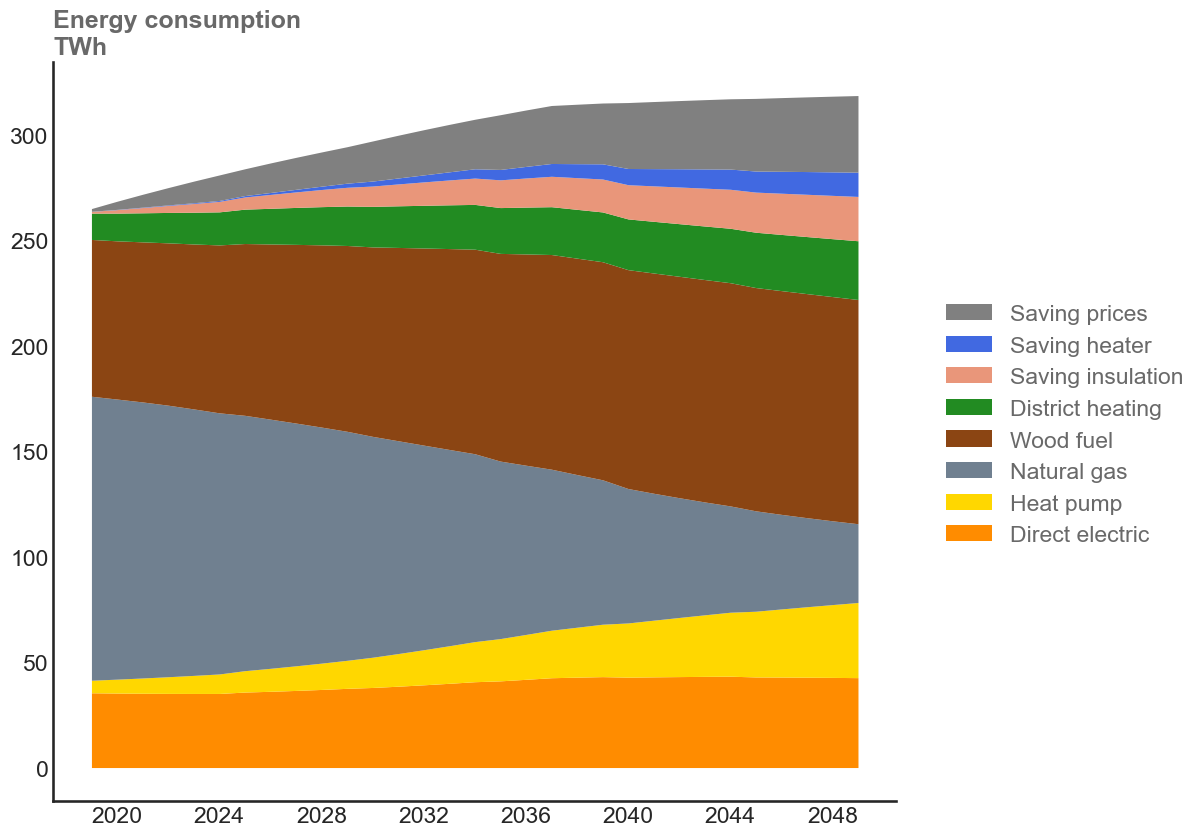 Energy consumption
TWh
300
250
200
150
100
50
0
2020 2024 2028 2032 2036 2040 2044 2048
Saving prices
Saving heater
Saving insulation
District heating
Wood fuel
Natural gas
Heat pump
Direct electric